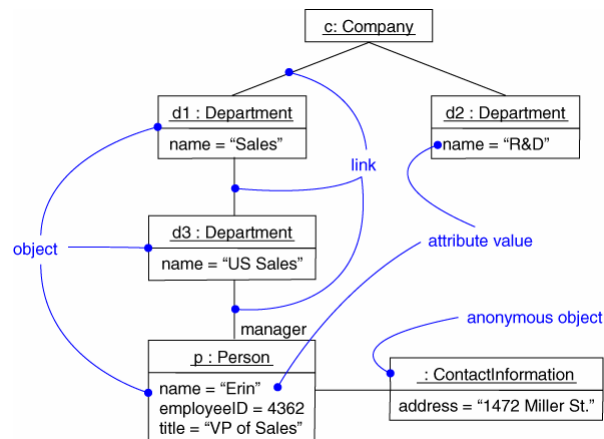 c: Company
d1 : Department
name = “Sales”
d2 : Department
name = “R&D”
link
d3 : Department
name = “US Sales”
object
attribute value
manager
anonymous object
p : Person
name = “Erin”
employeeID = 4362
title = “VP of Sales”
: ContactInformation
address = “1472 Miller St.”